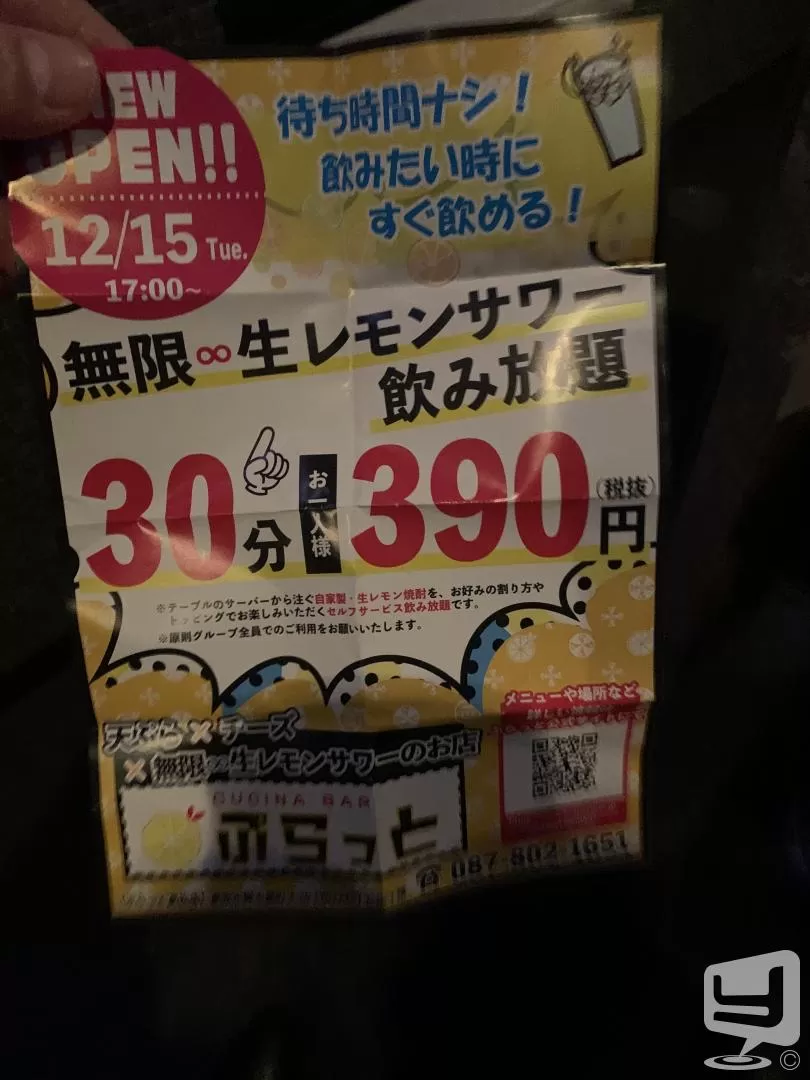 NEW
OPEN!!
12/15 Tue.
17:00~
待ち時間ナシ!
飲みたい時に
すぐ飲める!
無限∞生レモンサワー
飲み放題
30分
お一人様
390円
(税抜)
※テーブルのサーバーから注ぐ自家製・生レモン焼酎を、お好みの割り方や
トッピングでお楽しみいただくセルフサービス飲み放題です。
※原則グループ全員でのご利用をお願いいたします。
天ぷら×チーズ
×無限∞生レモンサワーのお店
CUCINA BAR
ぷらっと
メニューや場所など
☎ 087-802-1651